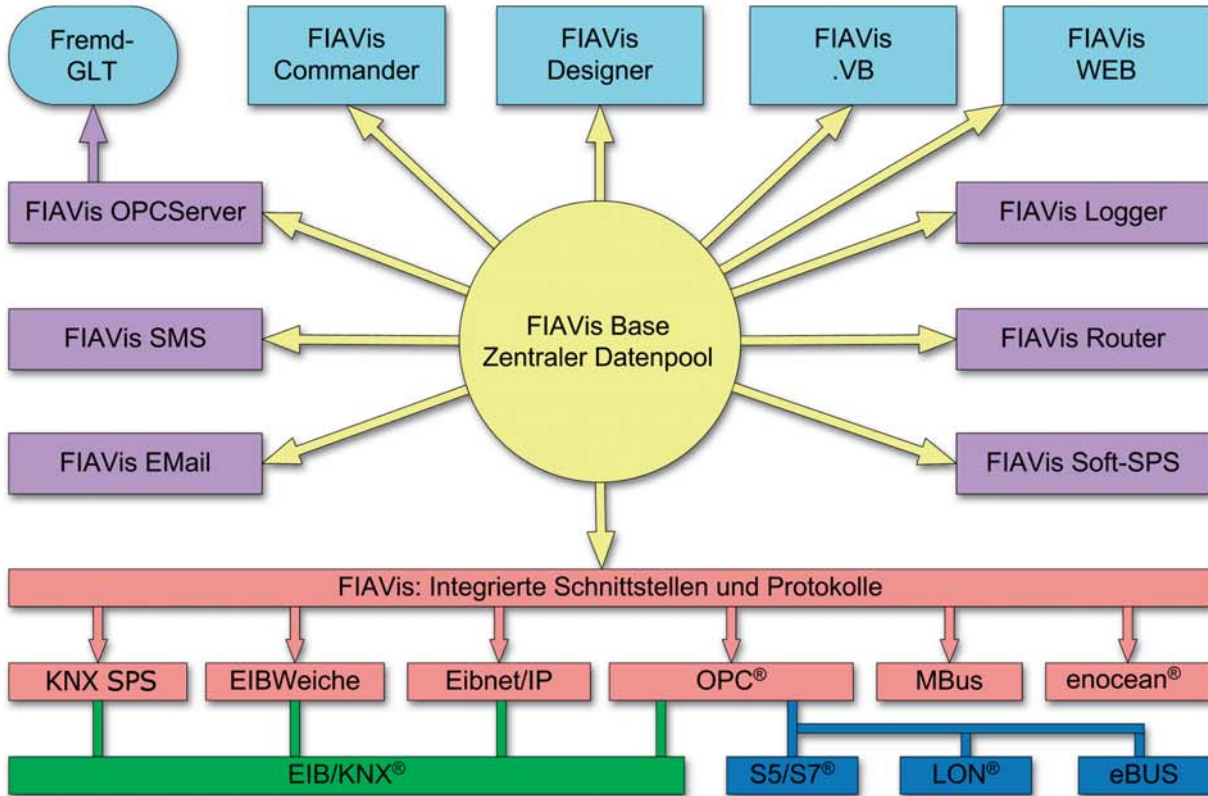 Fremd-
GLT
FIAVis
Commander
FIAVis
Designer
FIAVis
.VB
FIAVis
WEB
FIAVis OPCServer
FIAVis Logger
FIAVis Base
Zentraler Datenpool
FIAVis SMS
FIAVis Router
FIAVis EMail
FIAVis Soft-SPS
FIAVis: Integrierte Schnittstellen und Protokolle
KNX SPS
EIBWeiche
Eibnet/IP
OPC®
MBus
enocean®
EIB/KNX®
S5/S7®
LON®
eBUS